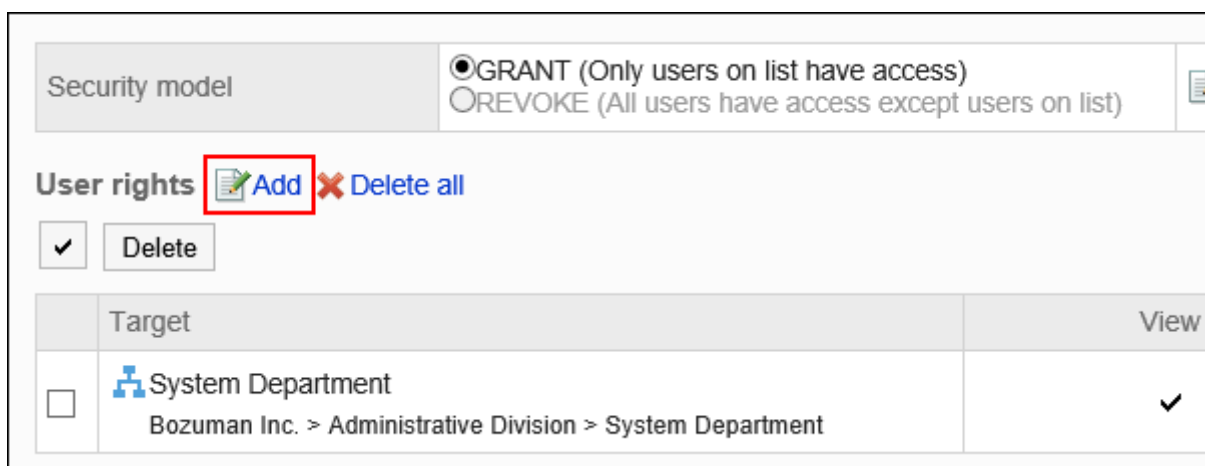 Security model
GRANT (Only users on list have access)
REVOKE (All users have access except users on list)
User rights Add Delete all
Delete
Target View
System Department
Bozuman Inc. > Administrative Division > System Department